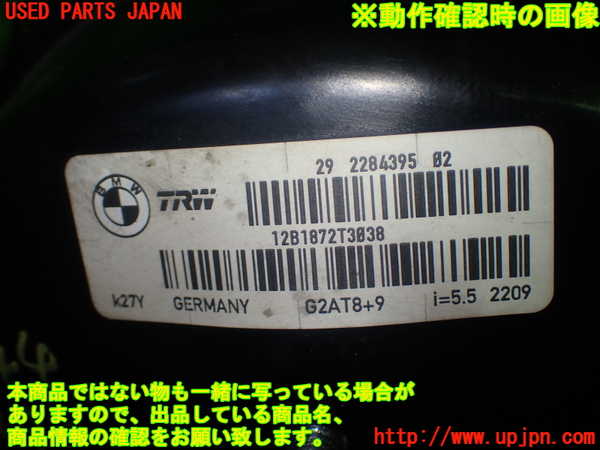 USED PARTS JAPAN
※動作確認時の画像
BMW
TRW
29 2284395 02
12B1872T3038
k27Y GERMANY G2AT8+9 i=5.5 2209
本商品ではない物も一緒に写っている場合が
ありますので、出品している商品名、
商品情報の確認をお願い致します。
http://www.upjpn.com/